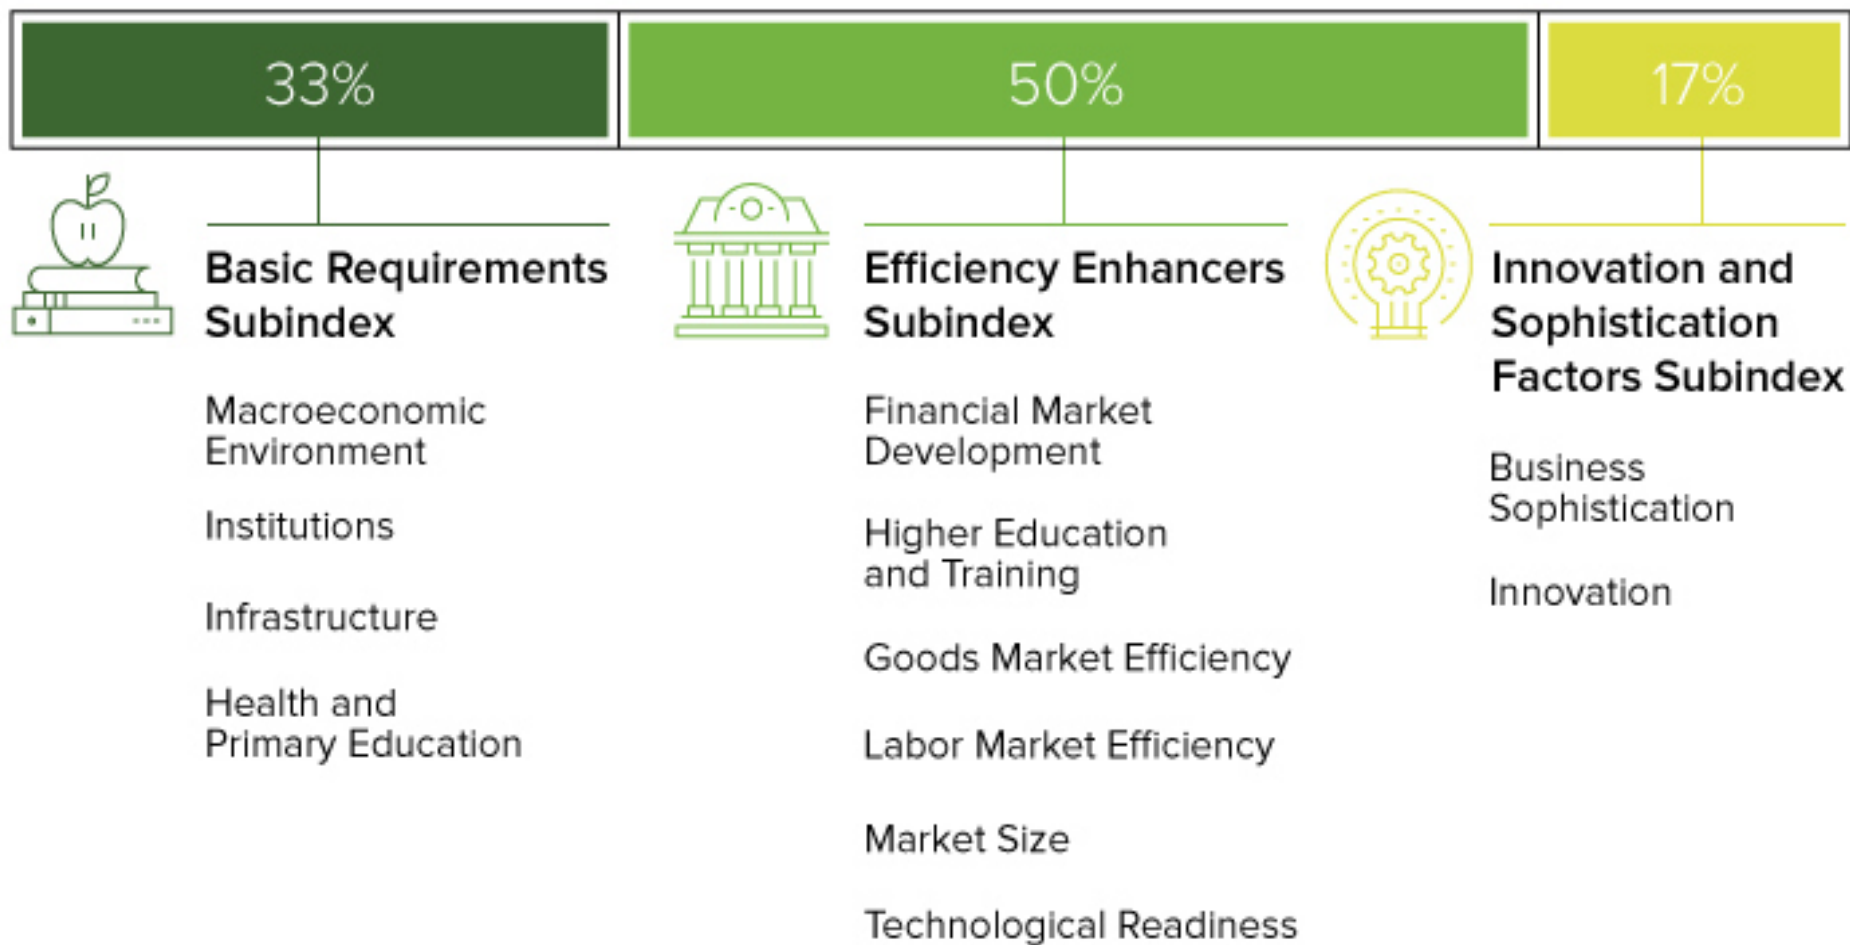 33%
50%
17%
Basic Requirements
Subindex
Macroeconomic
Environment
Institutions
Infrastructure
Health and
Primary Education
Efficiency Enhancers
Subindex
Financial Market
Development
Higher Education
and Training
Goods Market Efficiency
Labor Market Efficiency
Market Size
Technological Readiness
Innovation and
Sophistication
Factors Subindex
Business
Sophistication
Innovation